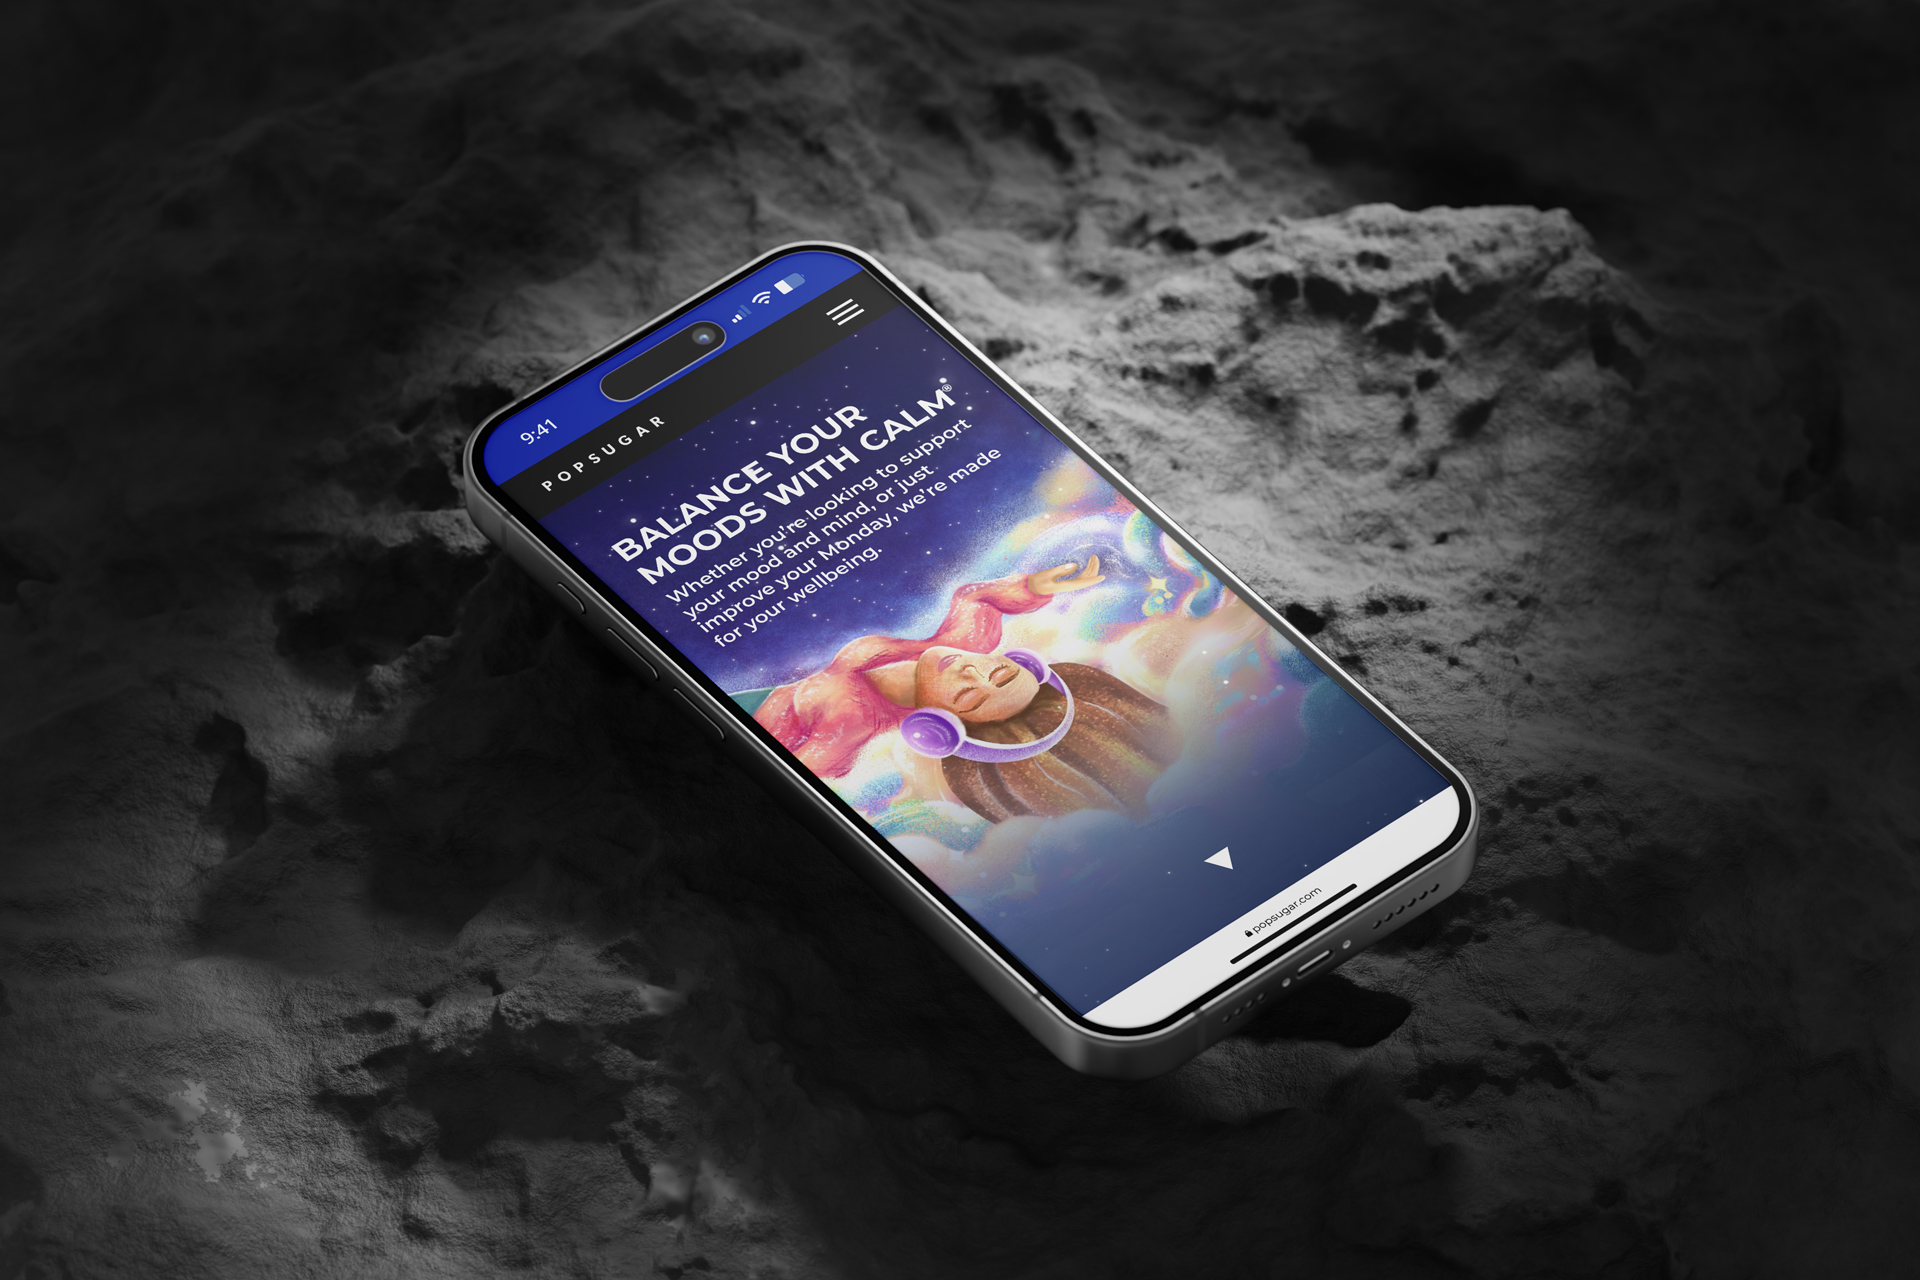 9:41
POPSUGAR
BALANCE YOUR
MOODS WITH CALM®
Whether you're looking to support
your mood and mind, or just
improve your Monday, we're made
for your wellbeing.
popsugar.com